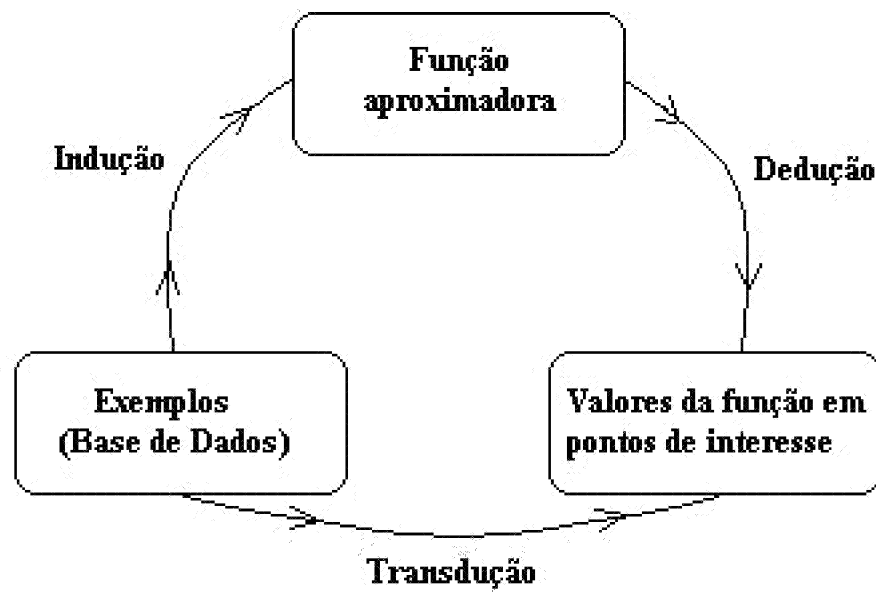 Função
aproximadora
Indução
Dedução
Exemplos
(Base de Dados)
Valores da função em
pontos de interesse
Transdução